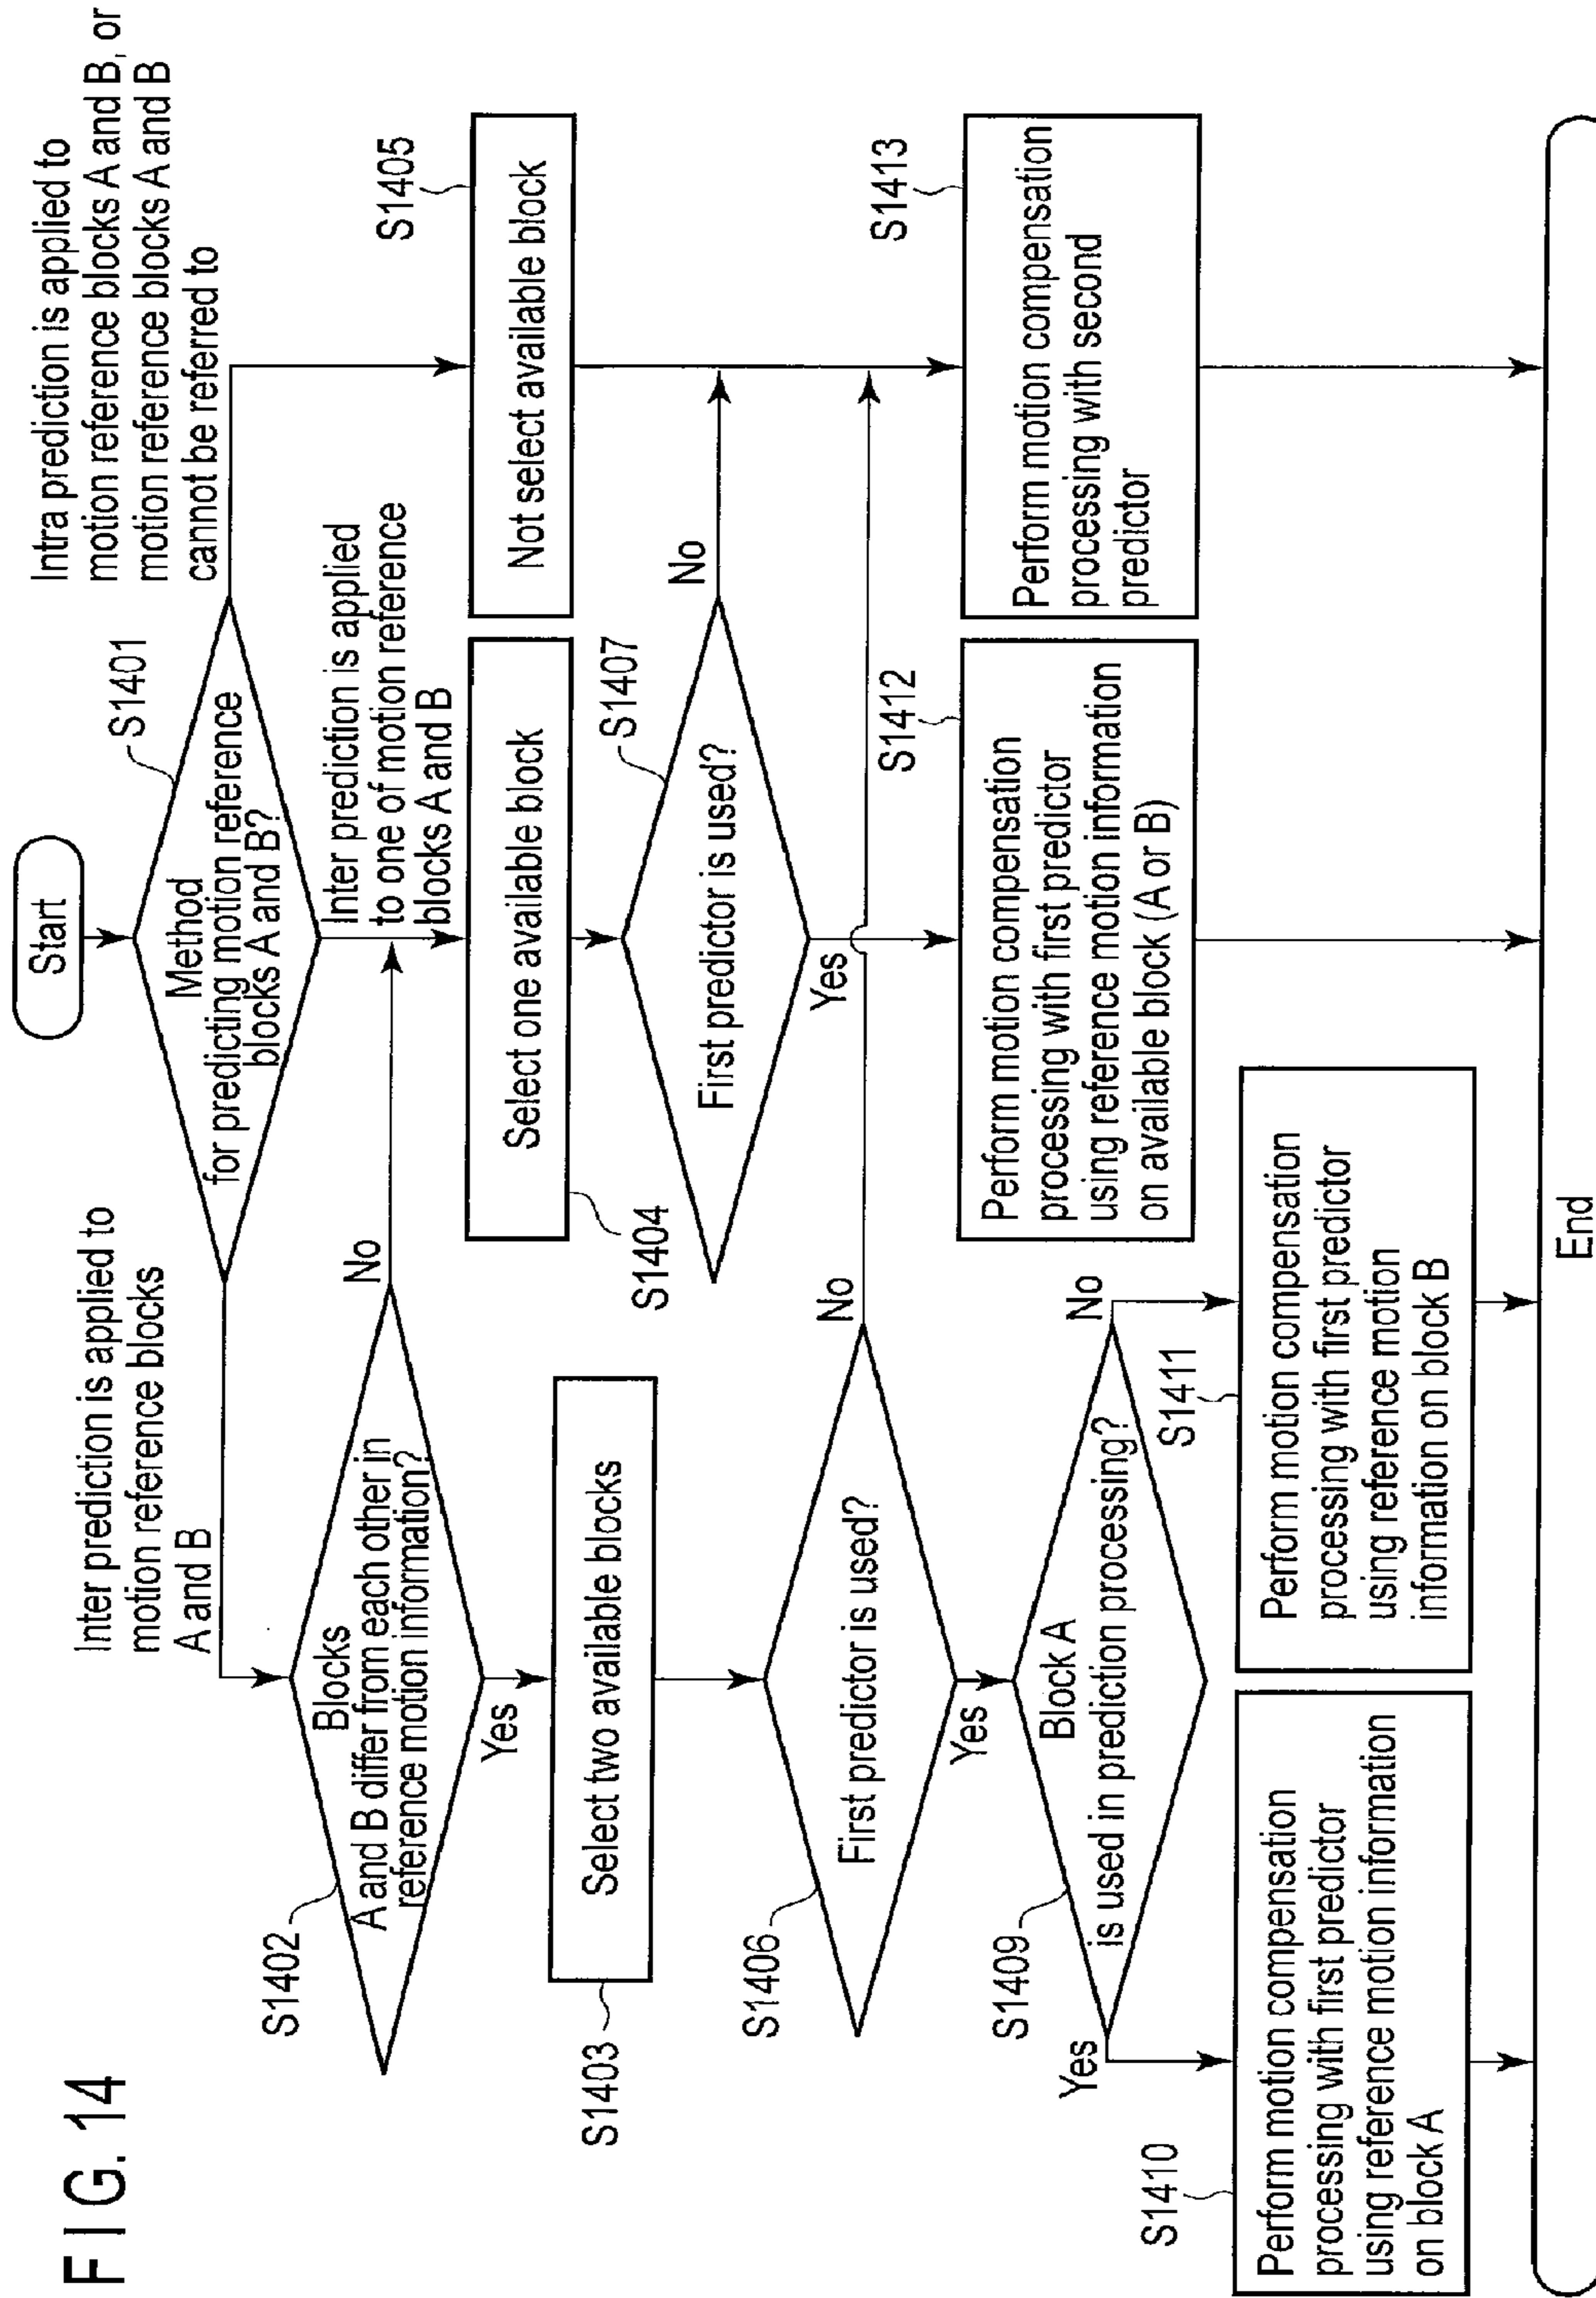 FIG. 14
Start
S1401
Method
for predicting motion reference
blocks A and B?
Inter prediction is applied to
motion reference blocks
A and B
Inter prediction is applied
to one of motion reference
blocks A and B
Intra prediction is applied to
motion reference blocks A and B, or
motion reference blocks A and B
cannot be referred to
S1402
Blocks
A and B differ from each other in
reference motion information?
No
Yes
S1403
Select two available blocks
S1404
Select one available block
S1405
Not select available block
S1406
First predictor is used?
No
Yes
S1407
First predictor is used?
No
Yes
S1409
Block A
is used in prediction processing?
Yes
No
S1410
Perform motion compensation
processing with first predictor
using reference motion information
on block A
S1411
Perform motion compensation
processing with first predictor
using reference motion
information on block B
S1412
Perform motion compensation
processing with first predictor
using reference motion information
on available block (A or B)
S1413
Perform motion compensation
processing with second
predictor
End